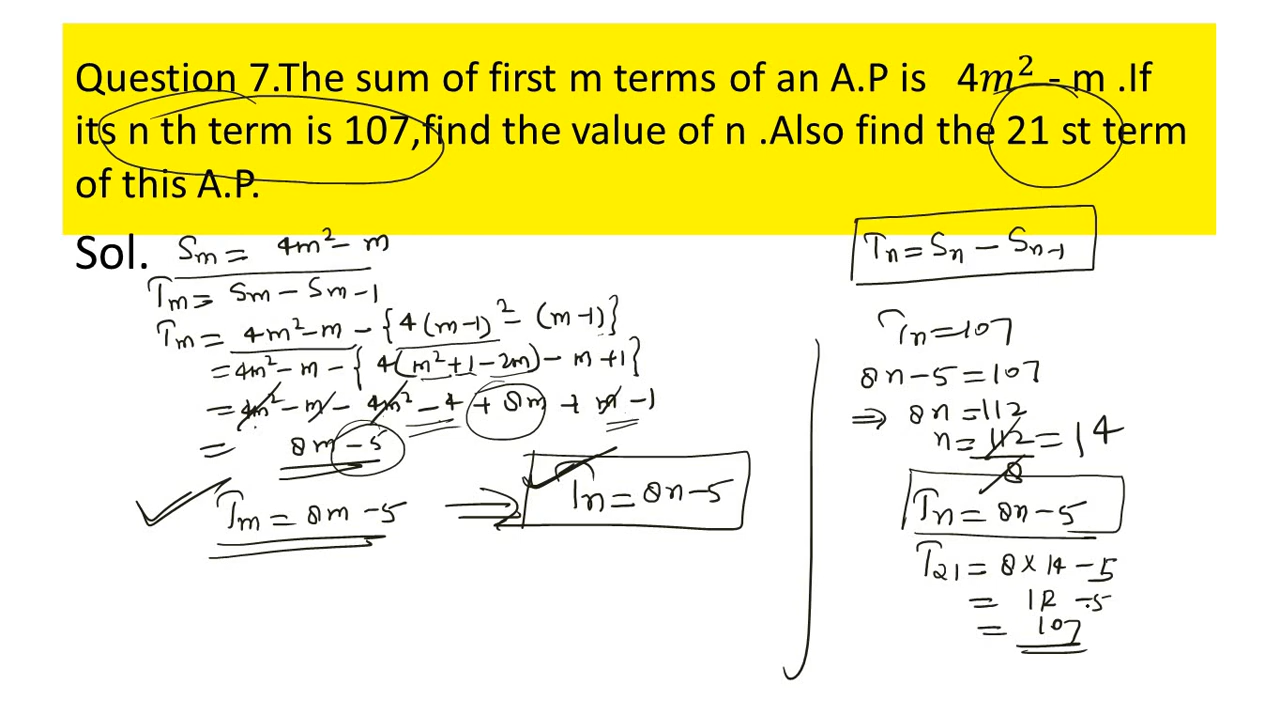 Question 7.The sum of first m terms of an A.P is 4m² - m .If
its n th term is 107,find the value of n .Also find the 21 st term
of this A.P.
Sol. Sm = 4m² - m
Tm = Sm - Sm-1
Tm = 4m² - m - {4(m-1)² - (m-1)}
= 4m² - m - {4(m²+1-2m) - m+1}
= 4m² - m - 4m² - 4 + 8m + m - 1
= 8m - 5
Tm = 8m - 5 ⇒ Tn = 8n - 5
Tn = Sn - Sn-1
Tn = 107
8n - 5 = 107
⇒ 8n = 112
n = 112/8 = 14
Tn = 8n - 5
T21 = 8 × 14 - 5
= 112 - 5
= 107